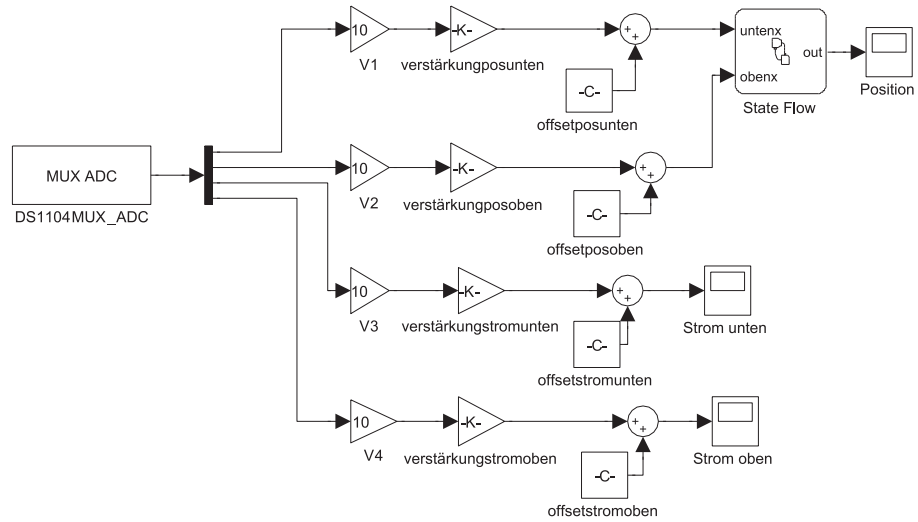 10
-K-
+
+
V1
verstärkungposunten
-C-
offsetposunten
untenx
obenx
out
State Flow
Position
MUX ADC
DS1104MUX_ADC
10
-K-
+
+
V2
verstärkungposoben
-C-
offsetposoben
10
-K-
+
+
V3
verstärkungstromunten
-C-
offsetstromunten
Strom unten
10
-K-
+
+
V4
verstärkungstromoben
-C-
offsetstromoben
Strom oben